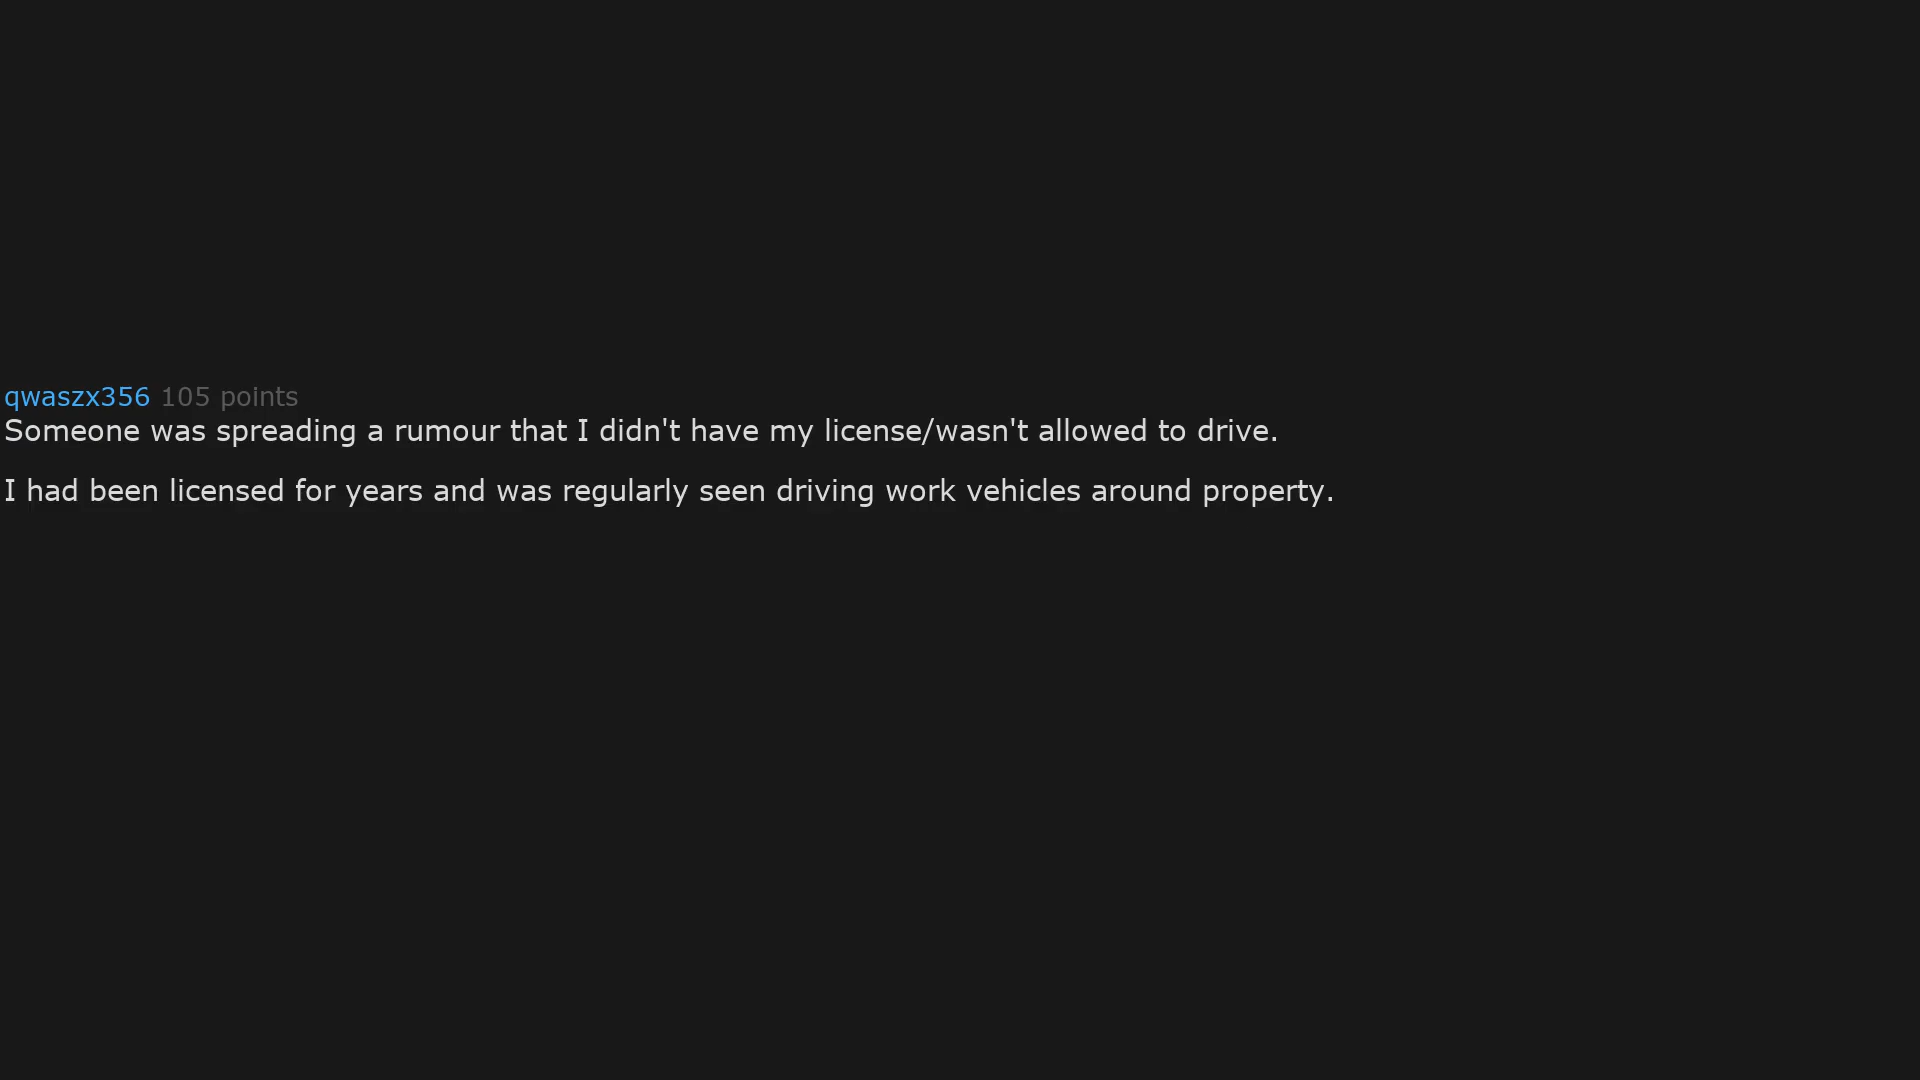 qwaszx356 105 points
Someone was spreading a rumour that I didn't have my license/wasn't allowed to drive.
I had been licensed for years and was regularly seen driving work vehicles around property.